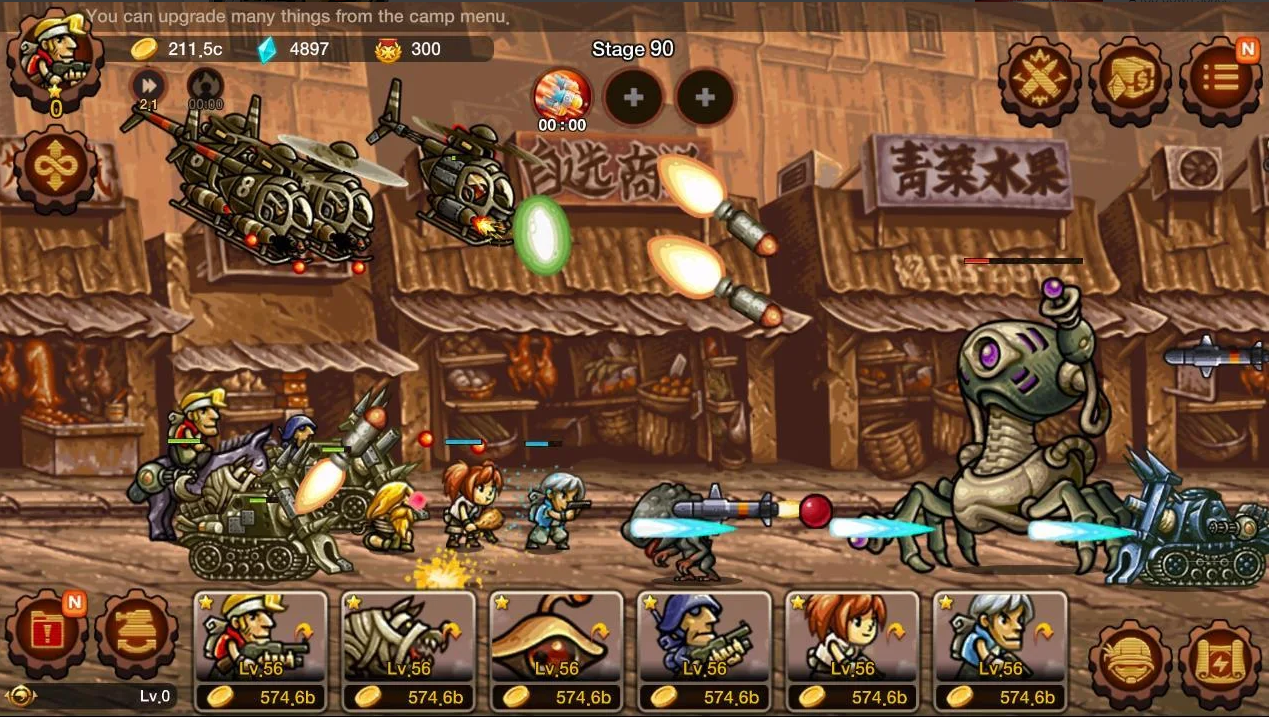 You can upgrade many things from the camp menu.
211.5c 4897 300
Stage 90
N
0
2.1 00:00
00:00
自选商
青菜水果
8
N
Lv.56 Lv.56 Lv.56 Lv.56 Lv.56 Lv.56
Lv.0 574.6b 574.6b 574.6b 574.6b 574.6b 574.6b